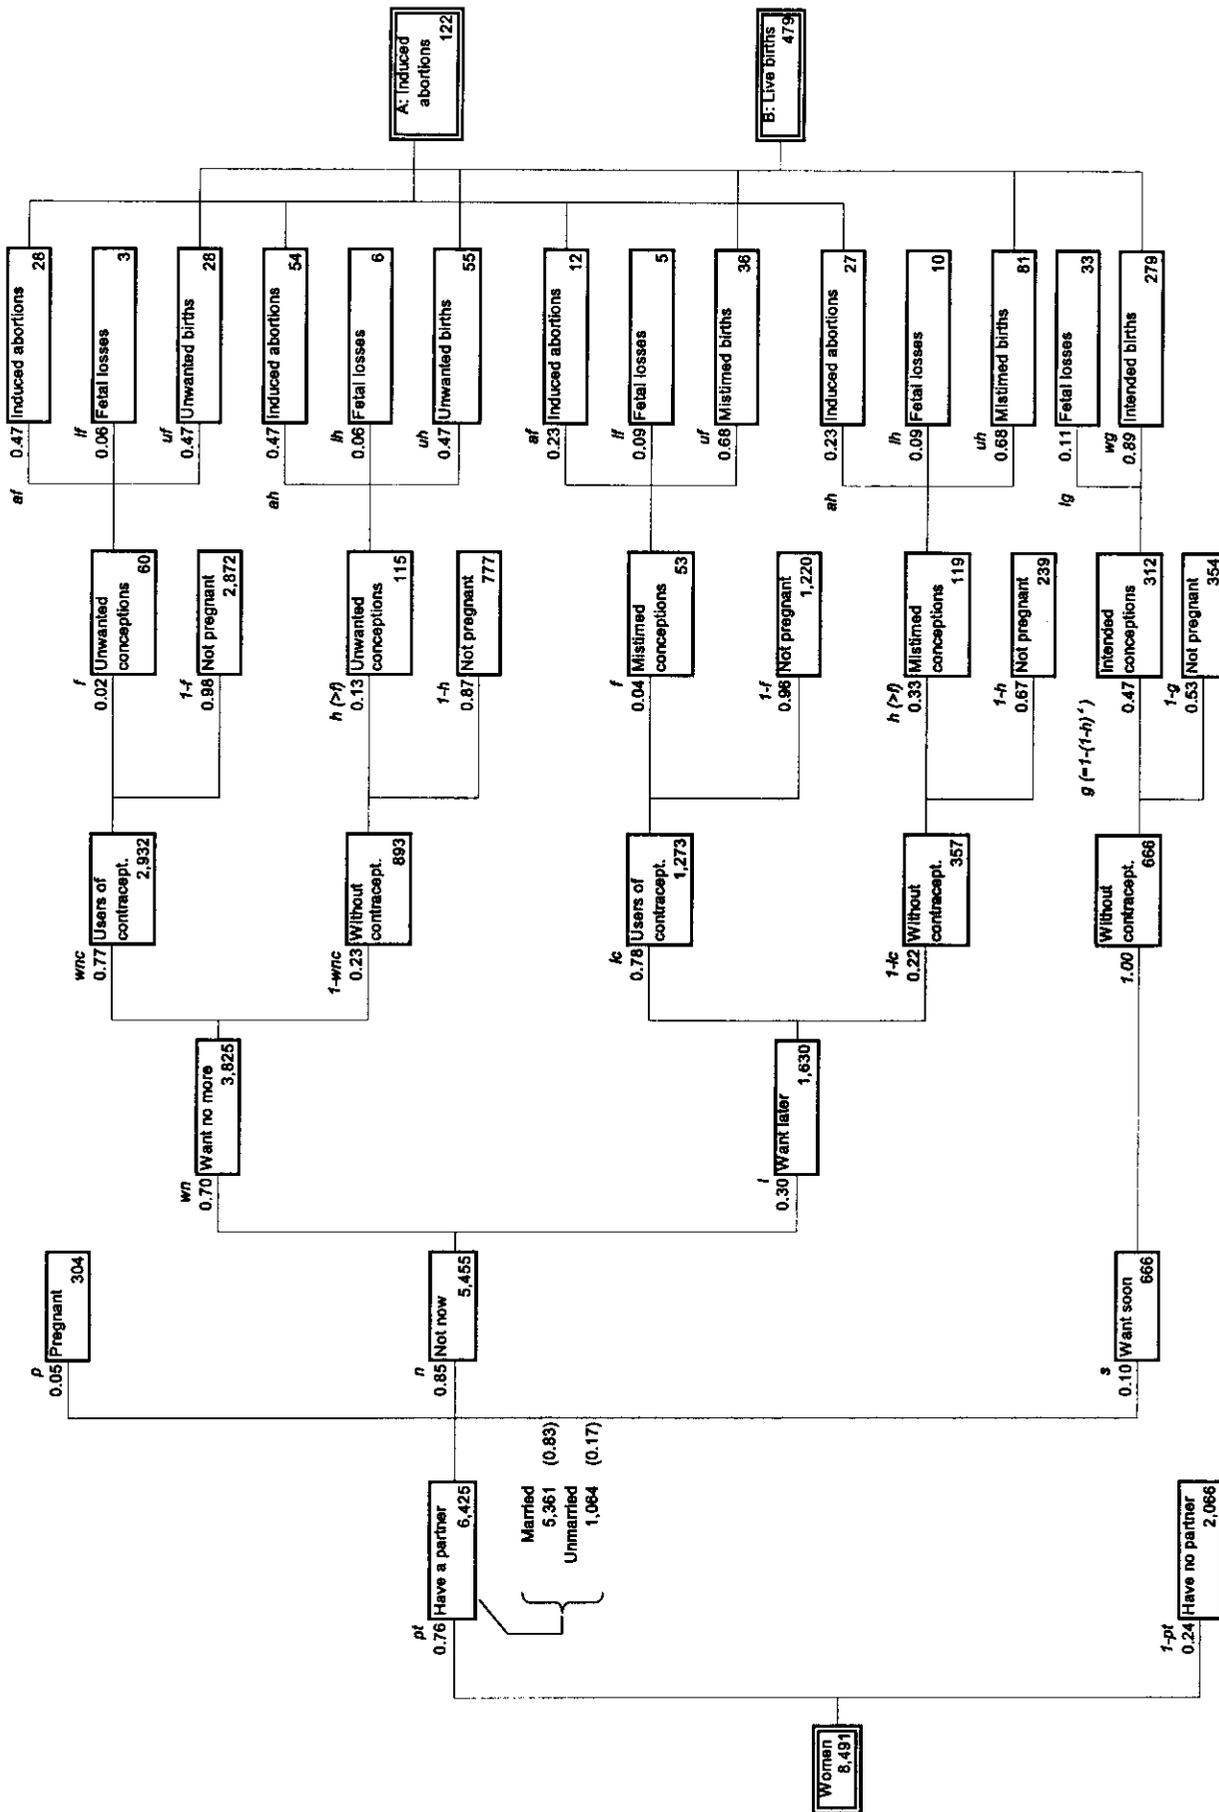 Women
8,491
pt
0.76
Have a partner
6,425
Married
5,361 (0.83)
Unmarried
1,064 (0.17)
1-pt
0.24
Have no partner
2,066
p
0.05
Pregnant
304
n
0.85
Not now
5,455
s
0.10
Want soon
666
wn
0.70
Want no more
3,825
l
0.30
Want later
1,630
wnc
0.77
Users of
contracept.
2,932
1-wnc
0.23
Without
contracept.
893
lc
0.78
Users of
contracept.
1,273
1-lc
0.22
Without
contracept.
357
1.00
Without
contracept.
666
f
0.02
Unwanted
conceptions
60
1-f
0.98
Not pregnant
2,872
h (>f)
0.13
Unwanted
conceptions
115
1-h
0.87
Not pregnant
777
f
0.04
Mistimed
conceptions
53
1-f
0.96
Not pregnant
1,220
h (>f)
0.33
Mistimed
conceptions
119
1-h
0.67
Not pregnant
239
g (=1-(1-h)
0.47
Intended
conceptions
312
1-g
0.53
Not pregnant
354
af
0.47
Induced abortions
28
lf
0.06
Fetal losses
3
uf
0.47
Unwanted births
28
ah
0.47
Induced abortions
54
lh
0.06
Fetal losses
6
uh
0.47
Unwanted births
55
af
0.23
Induced abortions
12
lf
0.09
Fetal losses
5
uf
0.68
Mistimed births
36
ah
0.23
Induced abortions
27
lh
0.09
Fetal losses
10
uh
0.68
Mistimed births
81
lg
0.11
Fetal losses
33
wg
0.89
Intended births
279
A: Induced
abortions
122
B: Live births
479